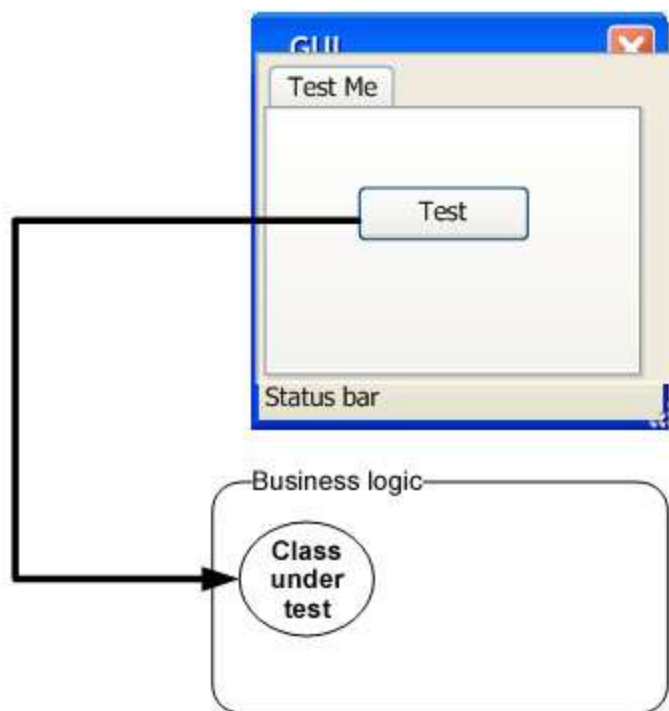 GUI
Test Me
Test
Status bar
Business logic
Class
under
test